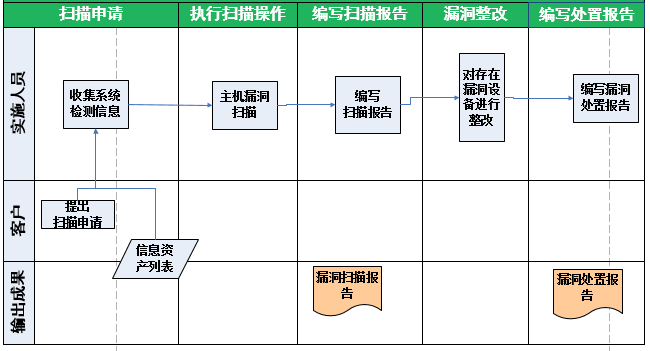 扫描申请
执行扫描操作
编写扫描报告
漏洞整改
编写处置报告
实施人员
收集系统
检测信息
主机漏洞
扫描
编写
扫描报告
对存在
漏洞设
备进行
整改
编写漏洞
处置报告
客户
提出
扫描申请
信息资
产列表
输出成果
漏洞扫描报
告
漏洞处置报
告